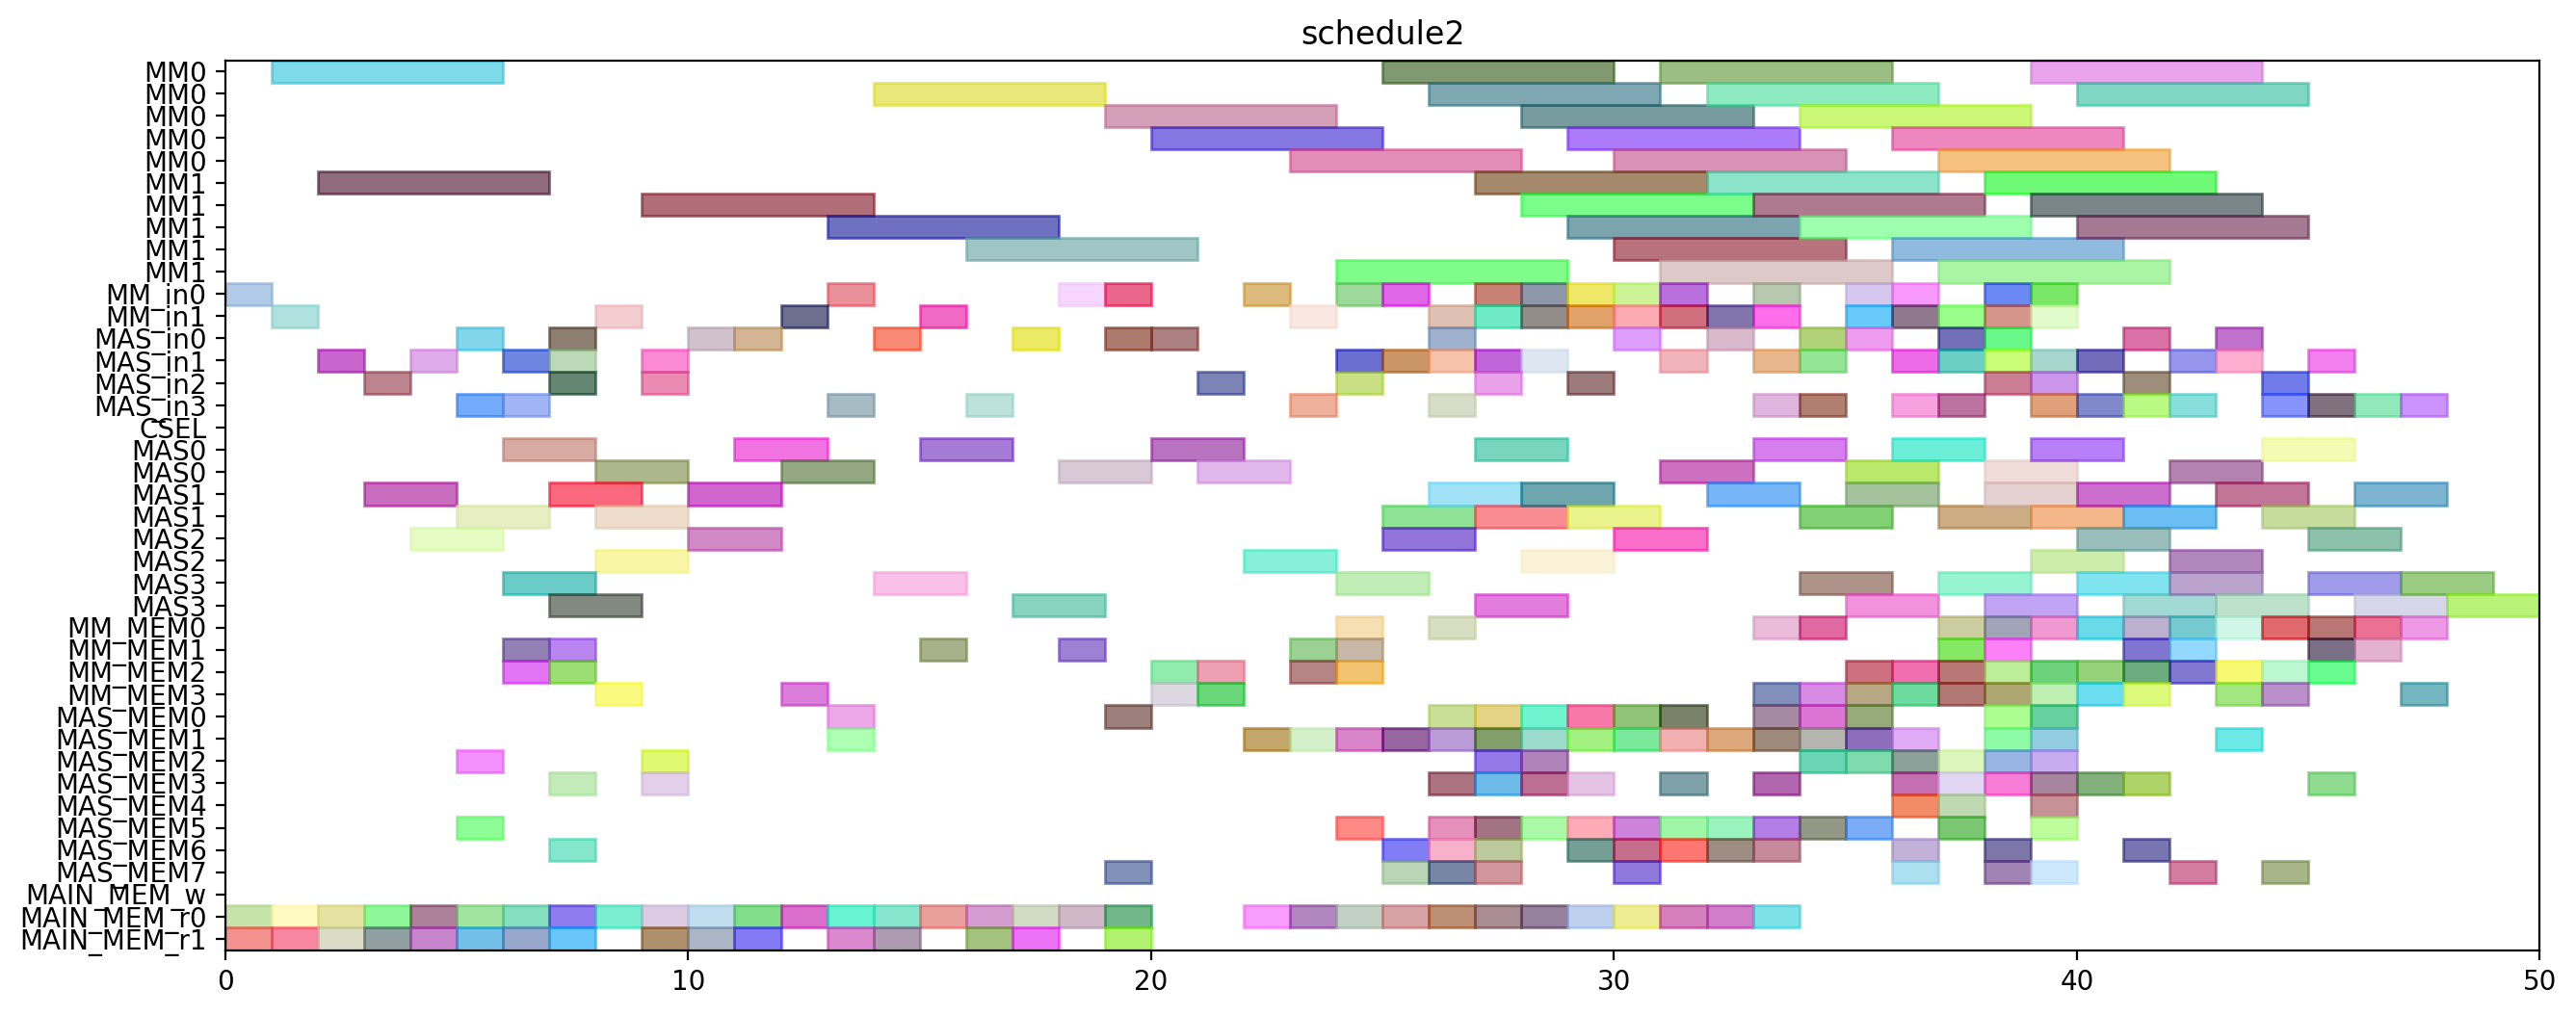 schedule2
MM0
MM0
MM0
MM0
MM0
MM1
MM1
MM1
MM1
MM1
MM_in0
MM_in1
MAS_in0
MAS_in1
MAS_in2
MAS_in3
CSEL
MAS0
MAS0
MAS1
MAS1
MAS2
MAS2
MAS3
MAS3
MM_MEM0
MM_MEM1
MM_MEM2
MM_MEM3
MAS_MEM0
MAS_MEM1
MAS_MEM2
MAS_MEM3
MAS_MEM4
MAS_MEM5
MAS_MEM6
MAS_MEM7
MAIN_MEM_w
MAIN_MEM_r0
MAIN_MEM_r1
0 10 20 30 40 50